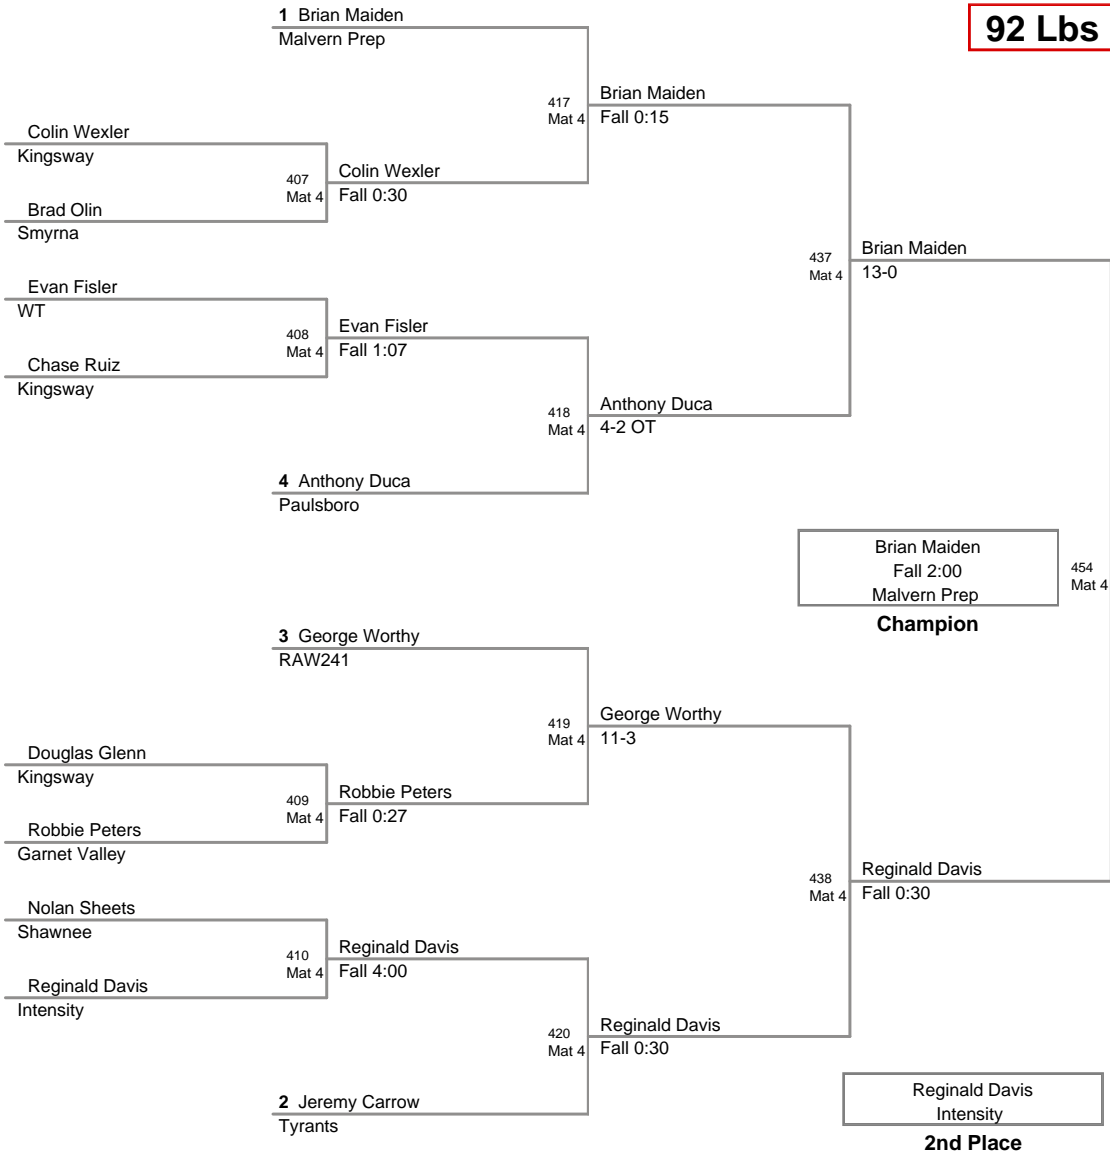 92 Lbs
1 Brian Maiden
Malvern Prep
417
Mat 4
Brian Maiden
Fall 0:15
Colin Wexler
Kingsway
407
Mat 4
Colin Wexler
Fall 0:30
Brad Olin
Smyrna
437
Mat 4
Brian Maiden
13-0
Evan Fisler
WT
408
Mat 4
Evan Fisler
Fall 1:07
Chase Ruiz
Kingsway
418
Mat 4
Anthony Duca
4-2 OT
4 Anthony Duca
Paulsboro
Brian Maiden
Fall 2:00
Malvern Prep
Champion
454
Mat 4
3 George Worthy
RAW241
419
Mat 4
George Worthy
11-3
Douglas Glenn
Kingsway
409
Mat 4
Robbie Peters
Fall 0:27
Robbie Peters
Garnet Valley
438
Mat 4
Reginald Davis
Fall 0:30
Nolan Sheets
Shawnee
410
Mat 4
Reginald Davis
Fall 4:00
Reginald Davis
Intensity
420
Mat 4
Reginald Davis
Fall 0:30
2 Jeremy Carrow
Tyrants
Reginald Davis
Intensity
2nd Place